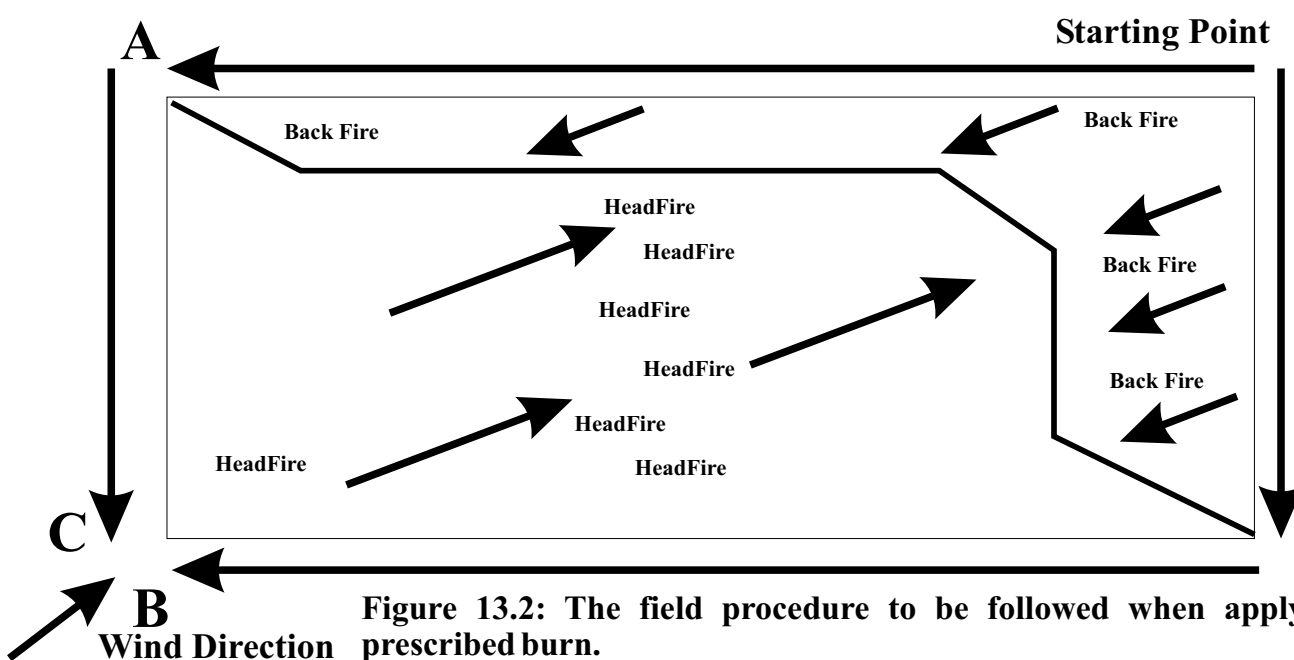 Starting Point
A
Back Fire
Back Fire
HeadFire
HeadFire
Back Fire
HeadFire
HeadFire
Back Fire
HeadFire
HeadFire
HeadFire
C
B
Wind Direction
Figure 13.2: The field procedure to be followed when apply
prescribed burn.